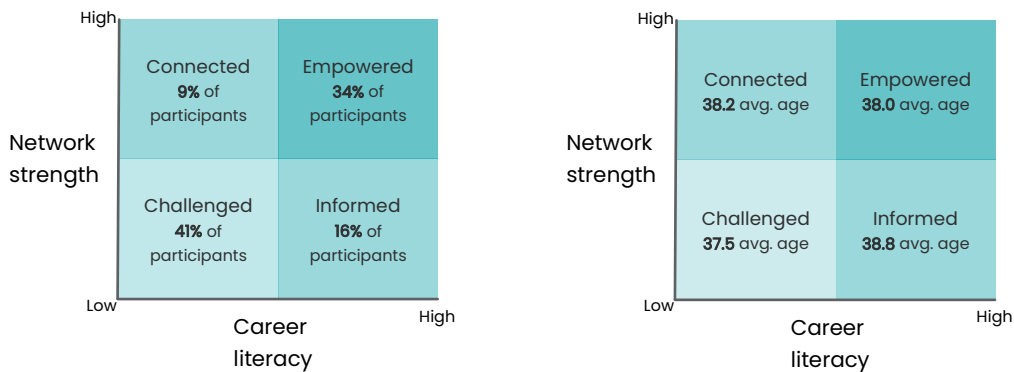 High
Connected
9% of
participants
Empowered
34% of
participants
Network
strength
Challenged
41% of
participants
Informed
16% of
participants
Low
High
Career
literacy
High
Connected
38.2 avg. age
Empowered
38.0 avg. age
Network
strength
Challenged
37.5 avg. age
Informed
38.8 avg. age
Low
High
Career
literacy